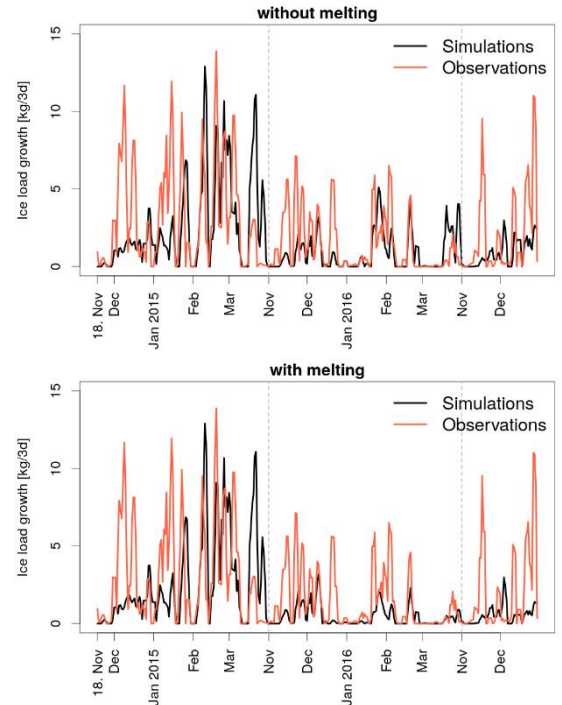 without melting
Ice load growth [kg/3d]
15
10
5
0
Simulations
Observations
18. Nov
Dec
Jan 2015
Feb
Mar
Nov
Dec
Jan 2016
Feb
Mar
Nov
Dec
with melting
Ice load growth [kg/3d]
15
10
5
0
Simulations
Observations
18. Nov
Dec
Jan 2015
Feb
Mar
Nov
Dec
Jan 2016
Feb
Mar
Nov
Dec